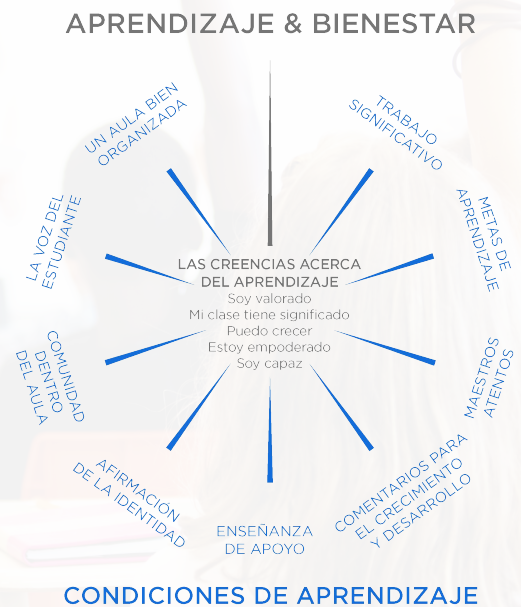 APRENDIZAJE & BIENESTAR
UN AULA BIEN
ORGANIZADA
TRABAJO
SIGNIFICATIVO
LA VOZ DEL
ESTUDIANTE
METAS DE
APRENDIZAJE
LAS CREENCIAS ACERCA
DEL APRENDIZAJE
Soy valorado
Mi clase tiene significado
Puedo crecer
Estoy empoderado
Soy capaz
COMUNIDAD
DENTRO
DEL AULA
MAESTROS
ATENTOS
AFIRMACIÓN
DE LA IDENTIDAD
COMENTARIOS PARA
EL CRECIMIENTO
Y DESARROLLO
ENSEÑANZA
DE APOYO
CONDICIONES DE APRENDIZAJE